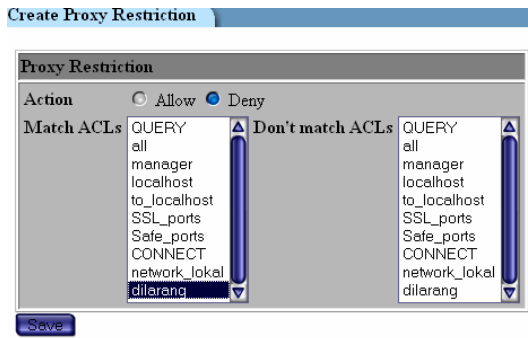 Create Proxy Restriction
Proxy Restriction
Action Allow Deny
Match ACLs QUERY Don't match ACLs QUERY
all all
manager manager
localhost localhost
to_localhost to_localhost
SSL_ports SSL_ports
Safe_ports Safe_ports
CONNECT CONNECT
network_lokal network_lokal
dilarang dilarang
Save